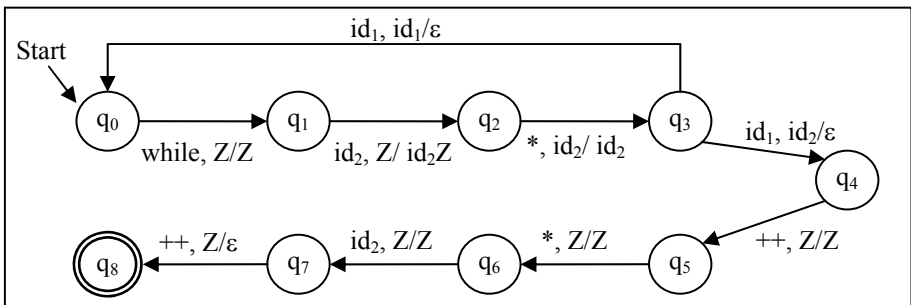 id₁, id₁/ε
Start
q₀
q₁
q₂
q₃
while, Z/Z
id₂, Z/ id₂Z
*, id₂/ id₂
id₁, id₂/ε
q₄
++, Z/Z
q₅
*, Z/Z
q₆
id₂, Z/Z
q₇
++, Z/ε
q₈